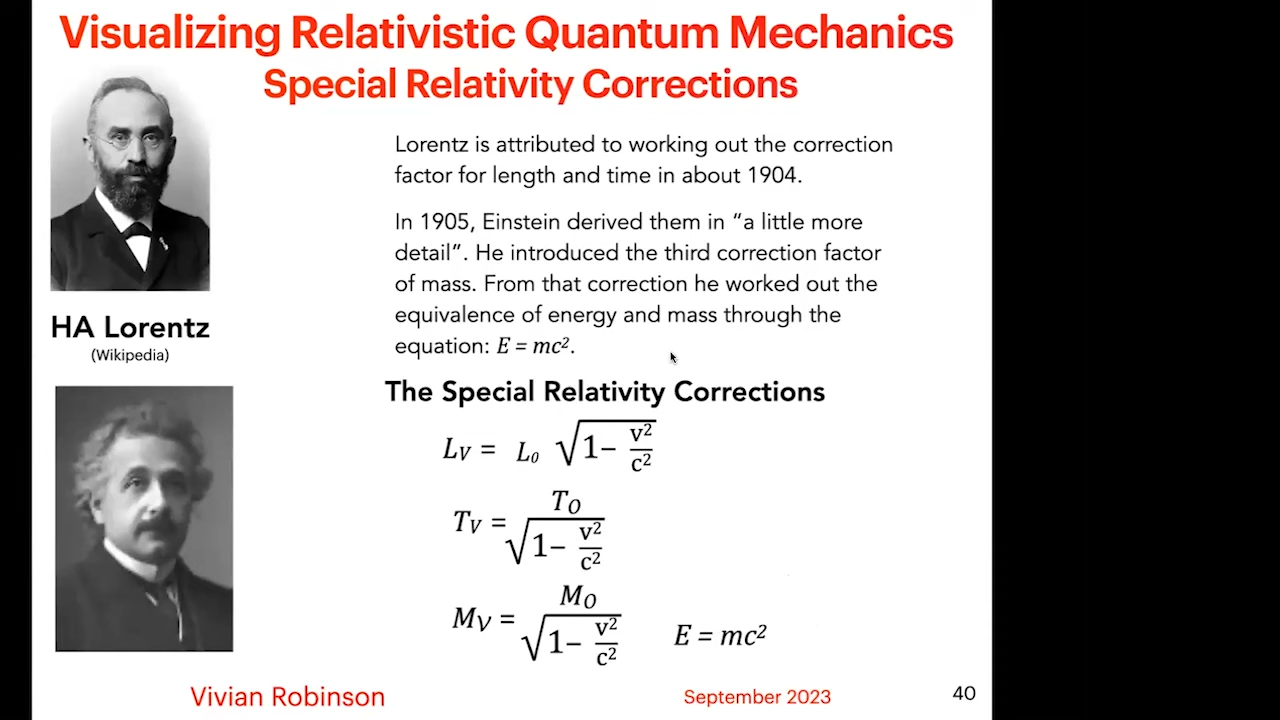 Visualizing Relativistic Quantum Mechanics
Special Relativity Corrections
Lorentz is attributed to working out the correction
factor for length and time in about 1904.
In 1905, Einstein derived them in “a little more
detail”. He introduced the third correction factor
of mass. From that correction he worked out the
equivalence of energy and mass through the
equation: E = mc².
HA Lorentz
(Wikipedia)
The Special Relativity Corrections
L_V = L_0 √(1– v²/c²)
T_V = T_O / √(1– v²/c²)
M_V = M_O / √(1– v²/c²)   E = mc²
Vivian Robinson
September 2023
40